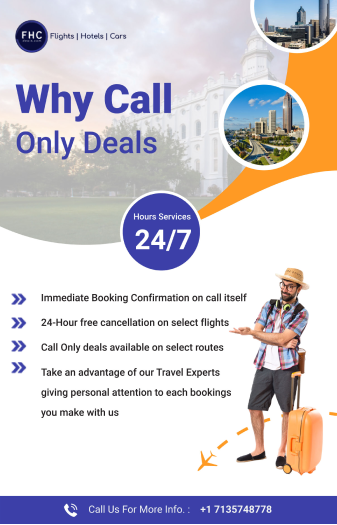 FHC
Flights | Hotels | Cars
Why Call
Only Deals
Hours Services
24/7
Immediate Booking Confirmation on call itself
24-Hour free cancellation on select flights
Call Only deals available on select routes
Take an advantage of our Travel Experts
giving personal attention to each bookings
you make with us
Call Us For More Info. : +1 7135748778